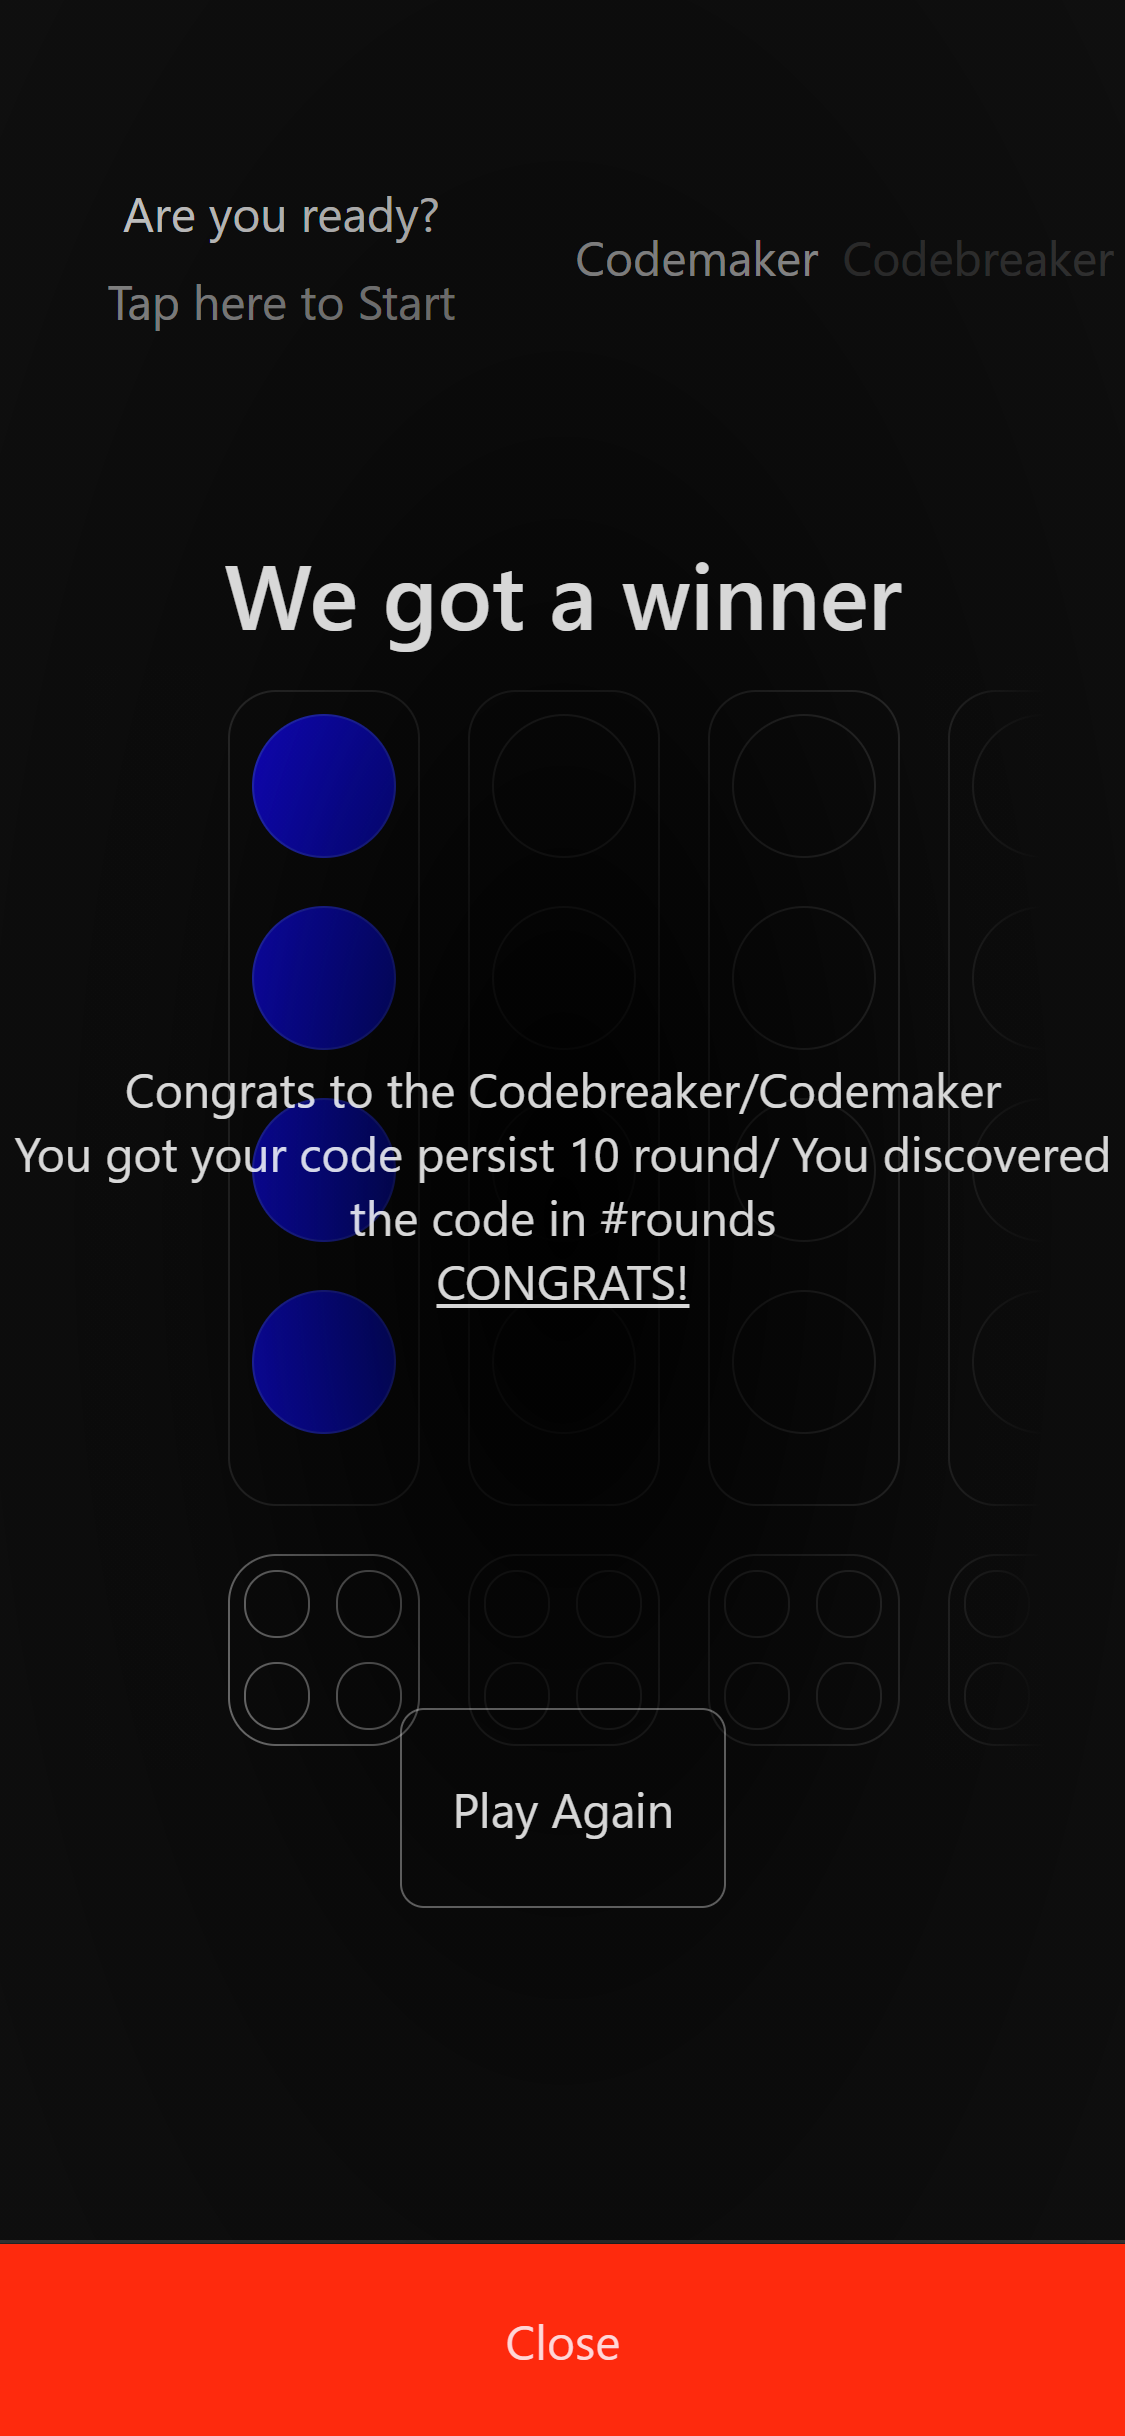 Are you ready?
Tap here to Start
Codemaker Codebreaker
We got a winner
Congrats to the Codebreaker/Codemaker
You got your code persist 10 round/ You discovered
the code in #rounds
CONGRATS!
Play Again
Close